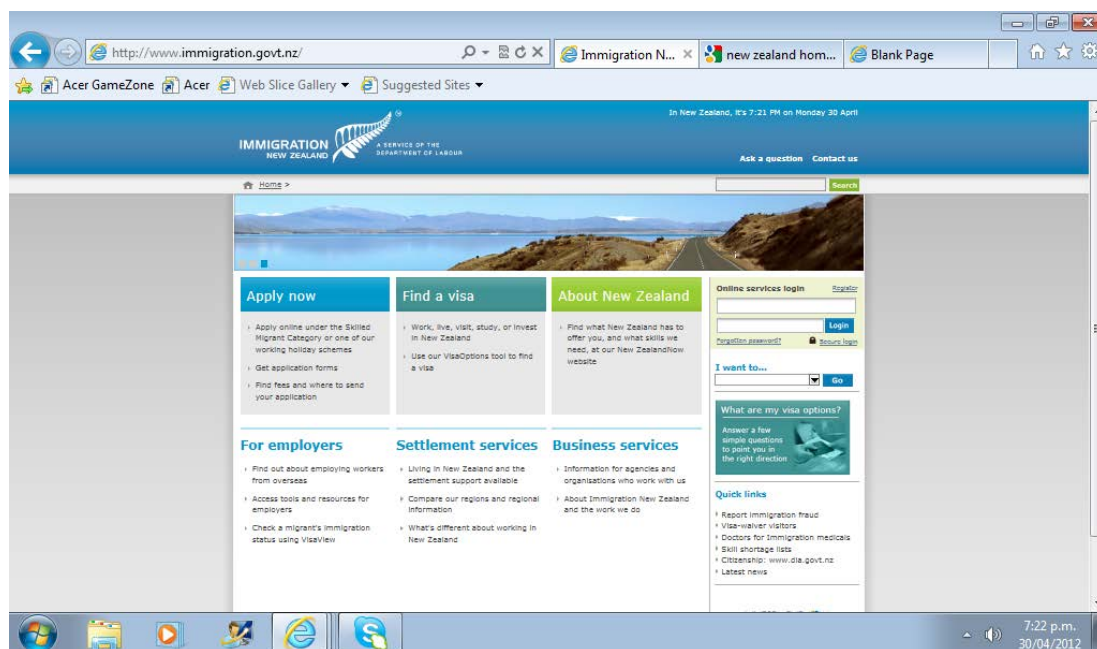 http://www.immigration.govt.nz/
Immigration N...
new zealand hom...
Blank Page
Acer GameZone
Acer
Web Slice Gallery
Suggested Sites
In New Zealand, it's 7:21 PM on Monday 30 April
IMMIGRATION
NEW ZEALAND
A SERVICE OF THE
DEPARTMENT OF LABOUR
Ask a question Contact us
Home >
Search
Apply now
Apply online under the Skilled
Migrant Category or one of our
working holiday schemes
Get application forms
Find fees and where to send
your application
Find a visa
Work, live, visit, study, or invest
in New Zealand
Use our VisaOptions tool to find
a visa
About New Zealand
Find what New Zealand has to
offer you, and what skills we
need, at our New ZealandNow
website
Online services login Register
Login
Forgotten password? Secure login
I want to...
Go
What are my visa options?
Answer a few
simple questions
to point you in
the right direction
For employers
Find out about employing workers
from overseas
Access tools and resources for
employers
Check a migrant's immigration
status using VisaView
Settlement services
Living in New Zealand and the
settlement support available
Compare our regions and regional
information
What's different about working in
New Zealand
Business services
Information for agencies and
organisations who work with us
About Immigration New Zealand
and the work we do
Quick links
Report immigration fraud
Visa-waiver visitors
Doctors for Immigration medicals
Skill shortage lists
Citizenship: www.dia.govt.nz
Latest news
7:22 p.m.
30/04/2012